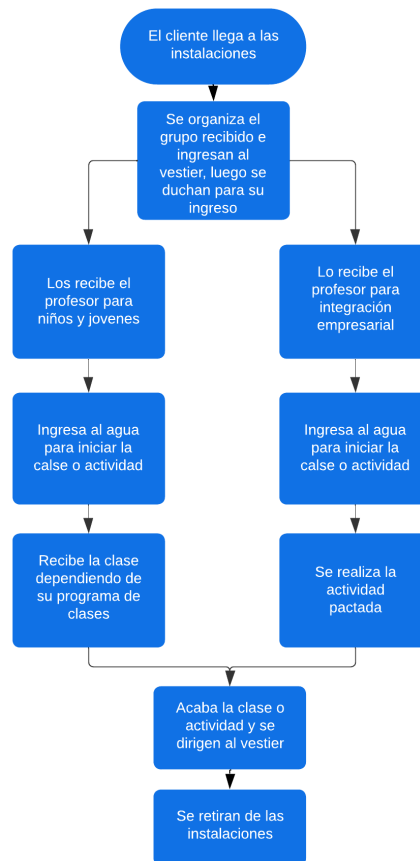 El cliente llega a las
instalaciones
Se organiza el
grupo recibido e
ingresan al
vestier, luego se
duchan para su
ingreso
Los recibe el
profesor para
niños y jovenes
Lo recibe el
profesor para
integración
empresarial
Ingresa al agua
para iniciar la
calse o actividad
Ingresa al agua
para iniciar la
calse o actividad
Recibe la clase
dependiendo de
su programa de
clases
Se realiza la
actividad
pactada
Acaba la clase o
actividad y se
dirigen al vestier
Se retiran de las
instalaciones